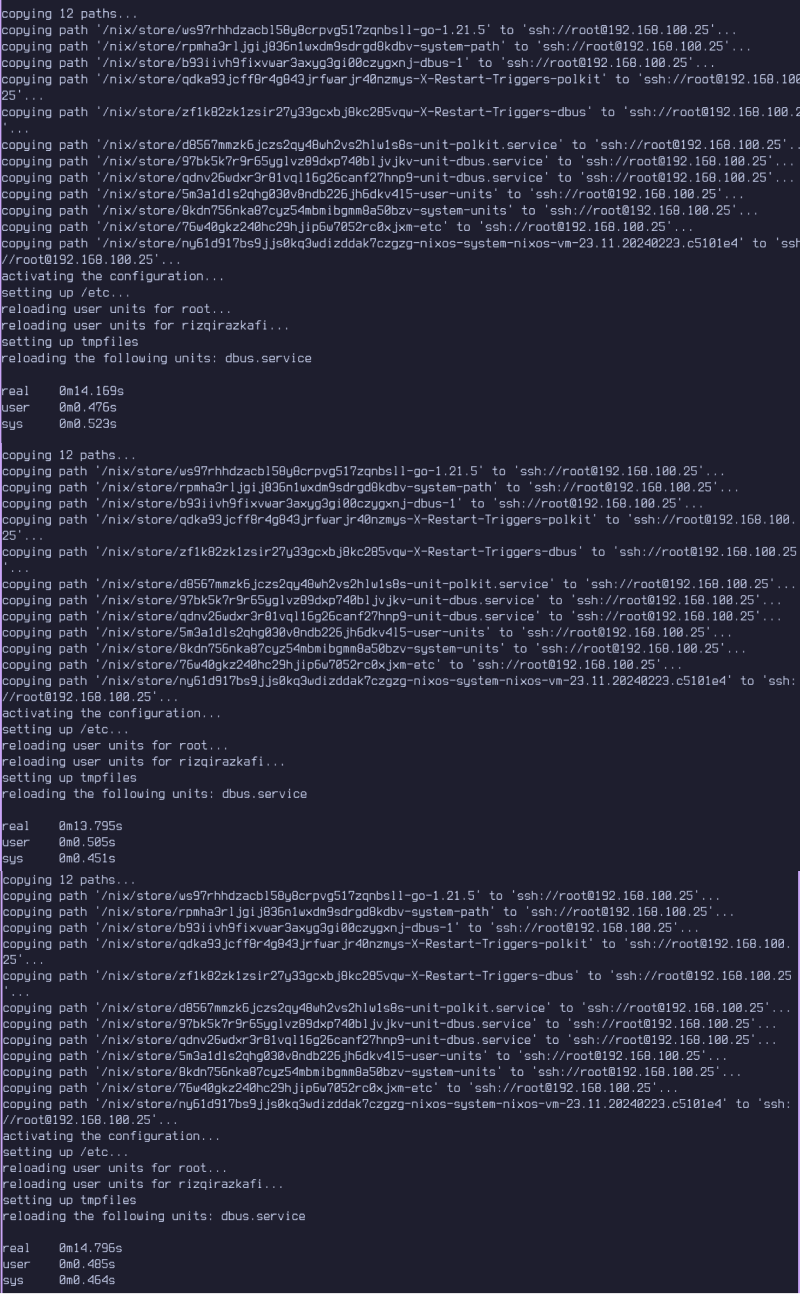 copying 12 paths...
copying path '/nix/store/ws97rhhdzacbl58y8crpvg517zqnbsll-go-1.21.5' to 'ssh://root@192.168.100.25'...
copying path '/nix/store/rpmha3rljgij836n1wxdm9sdrgd8kdbv-system-path' to 'ssh://root@192.168.100.25'...
copying path '/nix/store/b93iivh9fixvwar3axyg3gi00czygxnj-dbus-1' to 'ssh://root@192.168.100.25'...
copying path '/nix/store/qdka93jcff8r4g843jrfwarjr40nzmys-X-Restart-Triggers-polkit' to 'ssh://root@192.168.100
25'...
copying path '/nix/store/zf1k82zk1zsir27y33gcxbj8kc285vqw-X-Restart-Triggers-dbus' to 'ssh://root@192.168.100.2
'...
copying path '/nix/store/d8567mmzk6jczs2qy48wh2vs2hlw1s8s-unit-polkit.service' to 'ssh://root@192.168.100.25'..
copying path '/nix/store/97bk5k7r9r65yglvz89dxp740bljvjkv-unit-dbus.service' to 'ssh://root@192.168.100.25'...
copying path '/nix/store/qdnv26wdxr3r81vql16g26canf27hnp9-unit-dbus.service' to 'ssh://root@192.168.100.25'...
copying path '/nix/store/5m3a1dls2qhg030v8ndb226jh6dkv4l5-user-units' to 'ssh://root@192.168.100.25'...
copying path '/nix/store/8kdn756nka87cyz54mbmibgmm8a50bzv-system-units' to 'ssh://root@192.168.100.25'...
copying path '/nix/store/76w40gkz240hc29hjip6w7052rc0xjxm-etc' to 'ssh://root@192.168.100.25'...
copying path '/nix/store/ny61d917bs9jjs0kq3wdizddak7czgzg-nixos-system-nixos-vm-23.11.20240223.c5101e4' to 'ssh
//root@192.168.100.25'...
activating the configuration...
setting up /etc...
reloading user units for root...
reloading user units for rizqirazkafi...
setting up tmpfiles
reloading the following units: dbus.service
real 0m14.169s
user 0m0.476s
sys 0m0.523s
copying 12 paths...
copying path '/nix/store/ws97rhhdzacbl58y8crpvg517zqnbsll-go-1.21.5' to 'ssh://root@192.168.100.25'...
copying path '/nix/store/rpmha3rljgij836n1wxdm9sdrgd8kdbv-system-path' to 'ssh://root@192.168.100.25'...
copying path '/nix/store/b93iivh9fixvwar3axyg3gi00czygxnj-dbus-1' to 'ssh://root@192.168.100.25'...
copying path '/nix/store/qdka93jcff8r4g843jrfwarjr40nzmys-X-Restart-Triggers-polkit' to 'ssh://root@192.168.100.
25'...
copying path '/nix/store/zf1k82zk1zsir27y33gcxbj8kc285vqw-X-Restart-Triggers-dbus' to 'ssh://root@192.168.100.25
'...
copying path '/nix/store/d8567mmzk6jczs2qy48wh2vs2hlw1s8s-unit-polkit.service' to 'ssh://root@192.168.100.25'...
copying path '/nix/store/97bk5k7r9r65yglvz89dxp740bljvjkv-unit-dbus.service' to 'ssh://root@192.168.100.25'...
copying path '/nix/store/qdnv26wdxr3r81vql16g26canf27hnp9-unit-dbus.service' to 'ssh://root@192.168.100.25'...
copying path '/nix/store/5m3a1dls2qhg030v8ndb226jh6dkv4l5-user-units' to 'ssh://root@192.168.100.25'...
copying path '/nix/store/8kdn756nka87cyz54mbmibgmm8a50bzv-system-units' to 'ssh://root@192.168.100.25'...
copying path '/nix/store/76w40gkz240hc29hjip6w7052rc0xjxm-etc' to 'ssh://root@192.168.100.25'...
copying path '/nix/store/ny61d917bs9jjs0kq3wdizddak7czgzg-nixos-system-nixos-vm-23.11.20240223.c5101e4' to 'ssh:
//root@192.168.100.25'...
activating the configuration...
setting up /etc...
reloading user units for root...
reloading user units for rizqirazkafi...
setting up tmpfiles
reloading the following units: dbus.service
real 0m13.795s
user 0m0.505s
sys 0m0.451s
copying 12 paths...
copying path '/nix/store/ws97rhhdzacbl58y8crpvg517zqnbsll-go-1.21.5' to 'ssh://root@192.168.100.25'...
copying path '/nix/store/rpmha3rljgij836n1wxdm9sdrgd8kdbv-system-path' to 'ssh://root@192.168.100.25'...
copying path '/nix/store/b93iivh9fixvwar3axyg3gi00czygxnj-dbus-1' to 'ssh://root@192.168.100.25'...
copying path '/nix/store/qdka93jcff8r4g843jrfwarjr40nzmys-X-Restart-Triggers-polkit' to 'ssh://root@192.168.100.
25'...
copying path '/nix/store/zf1k82zk1zsir27y33gcxbj8kc285vqw-X-Restart-Triggers-dbus' to 'ssh://root@192.168.100.25
'...
copying path '/nix/store/d8567mmzk6jczs2qy48wh2vs2hlw1s8s-unit-polkit.service' to 'ssh://root@192.168.100.25'...
copying path '/nix/store/97bk5k7r9r65yglvz89dxp740bljvjkv-unit-dbus.service' to 'ssh://root@192.168.100.25'...
copying path '/nix/store/qdnv26wdxr3r81vql16g26canf27hnp9-unit-dbus.service' to 'ssh://root@192.168.100.25'...
copying path '/nix/store/5m3a1dls2qhg030v8ndb226jh6dkv4l5-user-units' to 'ssh://root@192.168.100.25'...
copying path '/nix/store/8kdn756nka87cyz54mbmibgmm8a50bzv-system-units' to 'ssh://root@192.168.100.25'...
copying path '/nix/store/76w40gkz240hc29hjip6w7052rc0xjxm-etc' to 'ssh://root@192.168.100.25'...
copying path '/nix/store/ny61d917bs9jjs0kq3wdizddak7czgzg-nixos-system-nixos-vm-23.11.20240223.c5101e4' to 'ssh:
//root@192.168.100.25'...
activating the configuration...
setting up /etc...
reloading user units for root...
reloading user units for rizqirazkafi...
setting up tmpfiles
reloading the following units: dbus.service
real 0m14.796s
user 0m0.485s
sys 0m0.464s